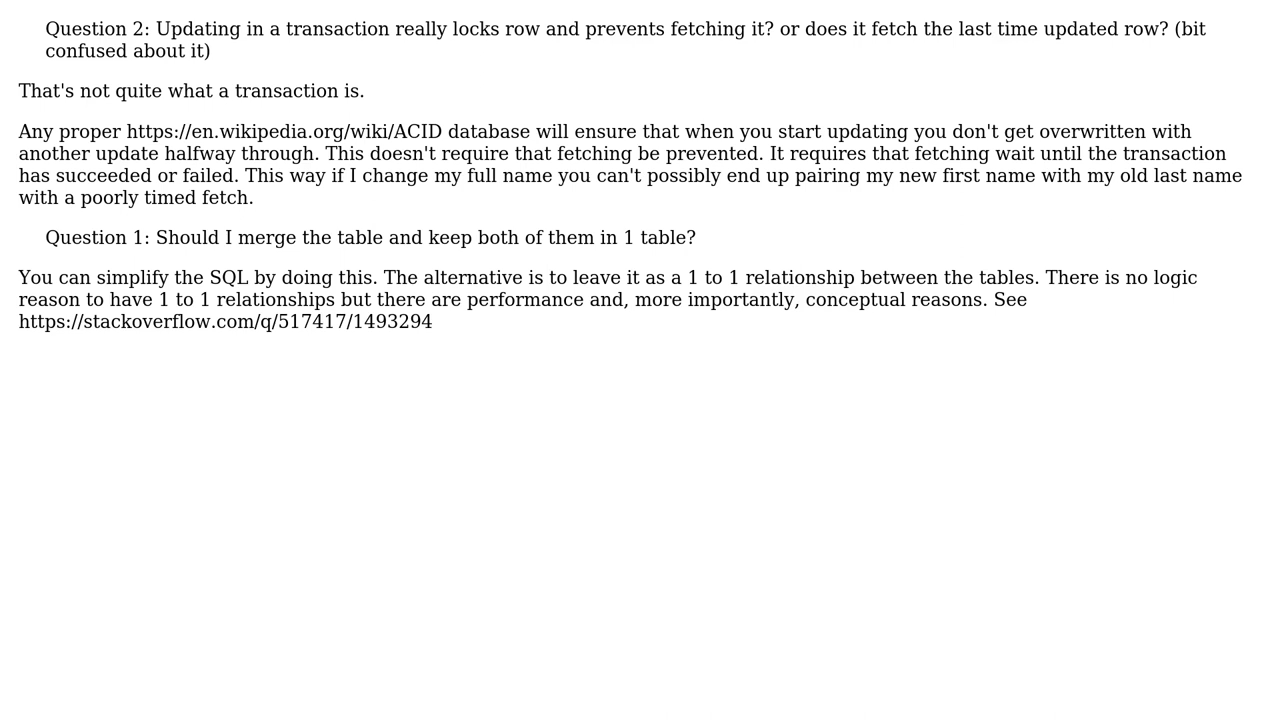 Question 2: Updating in a transaction really locks row and prevents fetching it? or does it fetch the last time updated row? (bit
confused about it)
That's not quite what a transaction is.
Any proper https://en.wikipedia.org/wiki/ACID database will ensure that when you start updating you don't get overwritten with
another update halfway through. This doesn't require that fetching be prevented. It requires that fetching wait until the transaction
has succeeded or failed. This way if I change my full name you can't possibly end up pairing my new first name with my old last name
with a poorly timed fetch.
Question 1: Should I merge the table and keep both of them in 1 table?
You can simplify the SQL by doing this. The alternative is to leave it as a 1 to 1 relationship between the tables. There is no logic
reason to have 1 to 1 relationships but there are performance and, more importantly, conceptual reasons. See
https://stackoverflow.com/q/517417/1493294